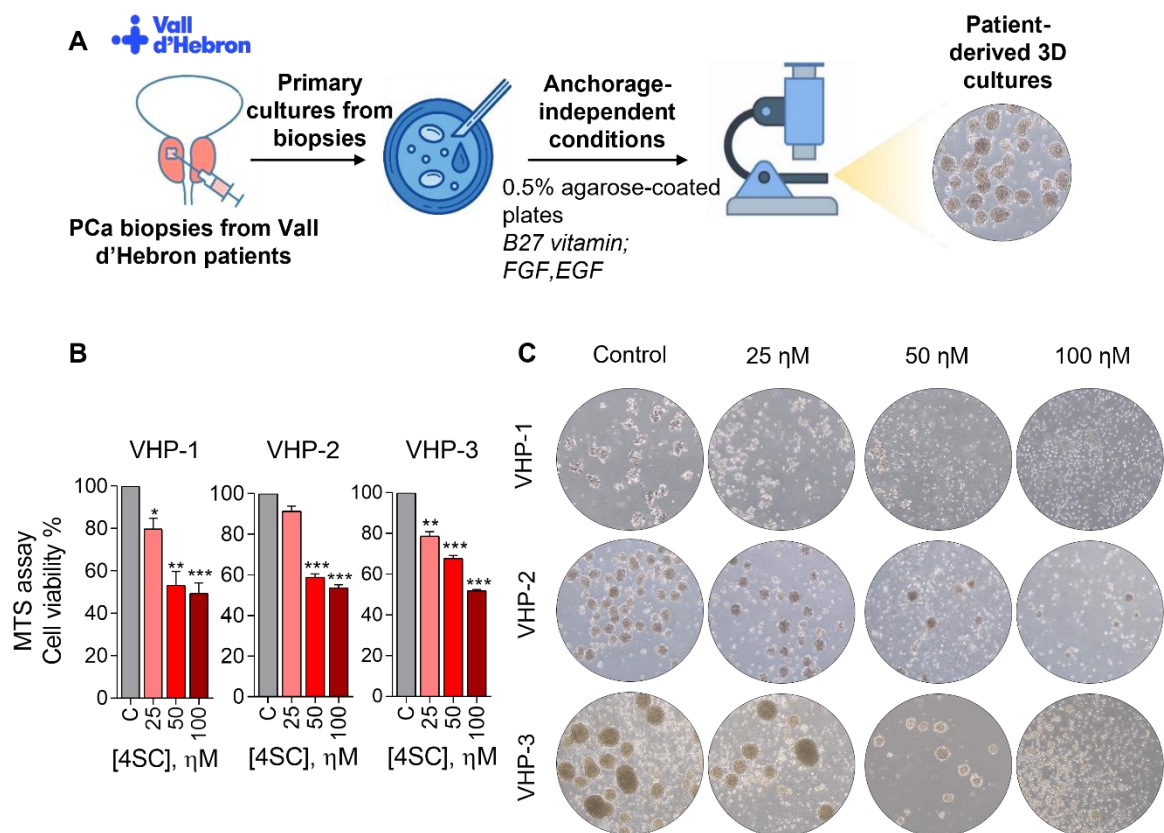 A
Vall
d'Hebron
Primary
cultures from
biopsies
Anchorage-
independent
conditions
Patient-
derived 3D
cultures
0.5% agarose-coated
plates
B27 vitamin;
FGF,EGF
PCa biopsies from Vall
d'Hebron patients
B
VHP-1
VHP-2
VHP-3
MTS assay
Cell viability %
100
80
60
40
20
0
*
**
***
C
25
50
100
[4SC], ηM
100
80
60
40
20
0
***
***
C
25
50
100
[4SC], ηM
100
80
60
40
20
0
**
***
***
C
25
50
100
[4SC], ηM
C
Control
25 ηM
50 ηM
100 ηM
VHP-1
VHP-2
VHP-3